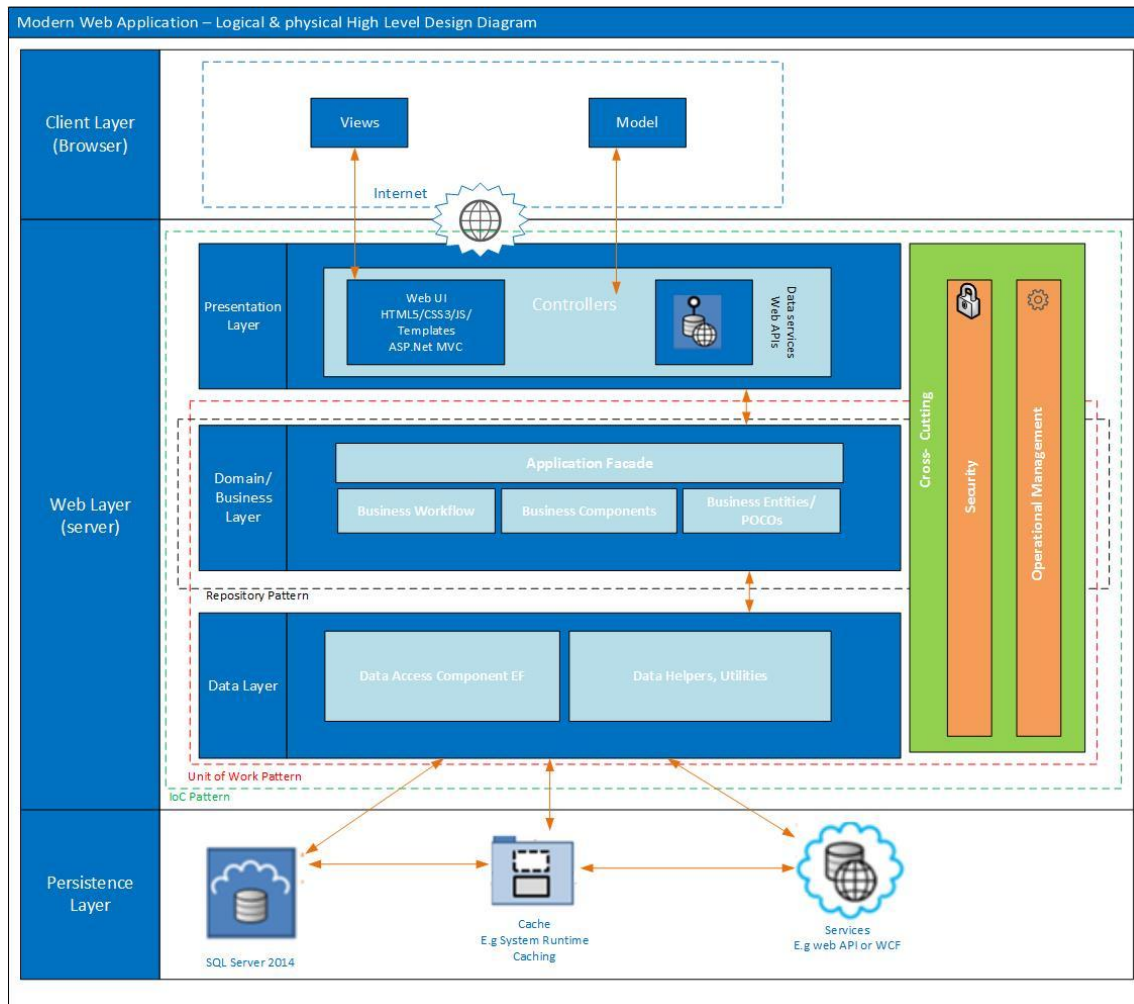 Modern Web Application – Logical & physical High Level Design Diagram
Client Layer
(Browser)
Views
Model
Internet
Web Layer
(server)
Presentation
Layer
Web UI
HTML5/CSS3/JS/
Templates
ASP.Net MVC
Controllers
Data services
Web APIs
Domain/
Business
Layer
Application Facade
Business Workflow
Business Components
Business Entities/
POCOs
Repository Pattern
Data Layer
Data Access Component EF
Data Helpers, Utilities
Unit of Work Pattern
IoC Pattern
Cross- Cutting
Security
Operational Management
Persistence
Layer
SQL Server 2014
Cache
E.g System Runtime
Caching
Services
E.g web API or WCF